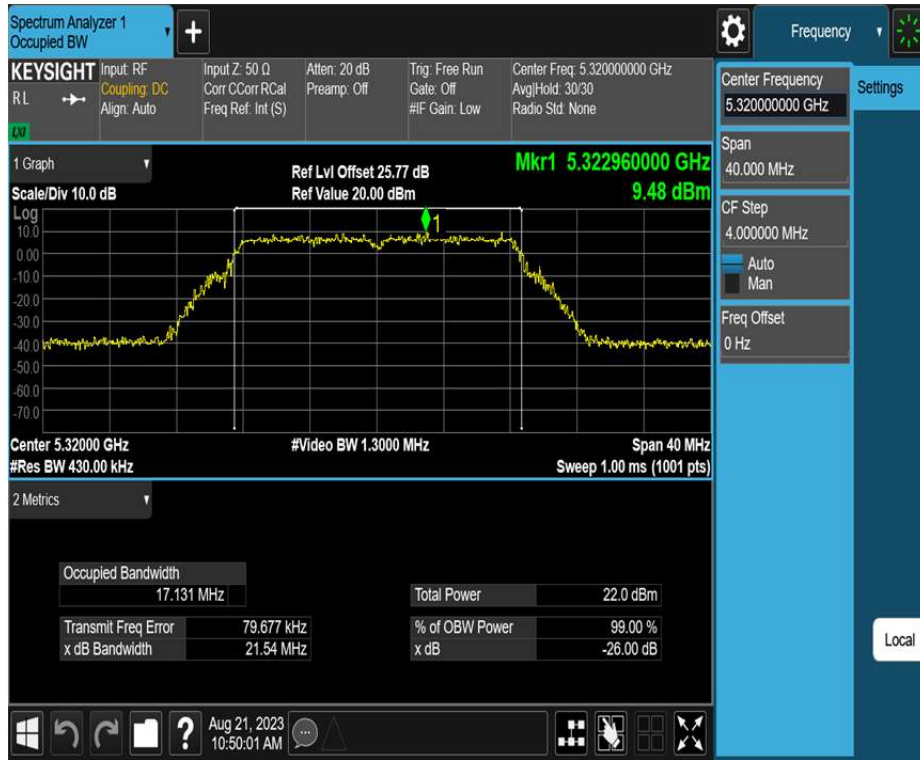 Spectrum Analyzer 1
Occupied BW
+
Frequency
KEYSIGHT
RL
LXI
Input: RF
Coupling: DC
Align: Auto
Input Z: 50 Ω
Corr CCorr RCal
Freq Ref: Int (S)
Atten: 20 dB
Preamp: Off
Trig: Free Run
Gate: Off
#IF Gain: Low
Center Freq: 5.320000000 GHz
Avg|Hold: 30/30
Radio Std: None
Center Frequency
5.320000000 GHz
Settings
Span
40.000 MHz
CF Step
4.000000 MHz
Auto
Man
Freq Offset
0 Hz
Local
1 Graph
Scale/Div 10.0 dB
Ref Lvl Offset 25.77 dB
Ref Value 20.00 dBm
Mkr1 5.322960000 GHz
9.48 dBm
Log
10.0
0.00
-10.0
-20.0
-30.0
-40.0
-50.0
-60.0
-70.0
1
Center 5.32000 GHz
#Video BW 1.3000 MHz
Span 40 MHz
#Res BW 430.00 kHz
Sweep 1.00 ms (1001 pts)
2 Metrics
Occupied Bandwidth
17.131 MHz
Total Power 22.0 dBm
Transmit Freq Error 79.677 kHz
% of OBW Power 99.00 %
x dB Bandwidth 21.54 MHz
x dB -26.00 dB
?
Aug 21, 2023
10:50:01 AM